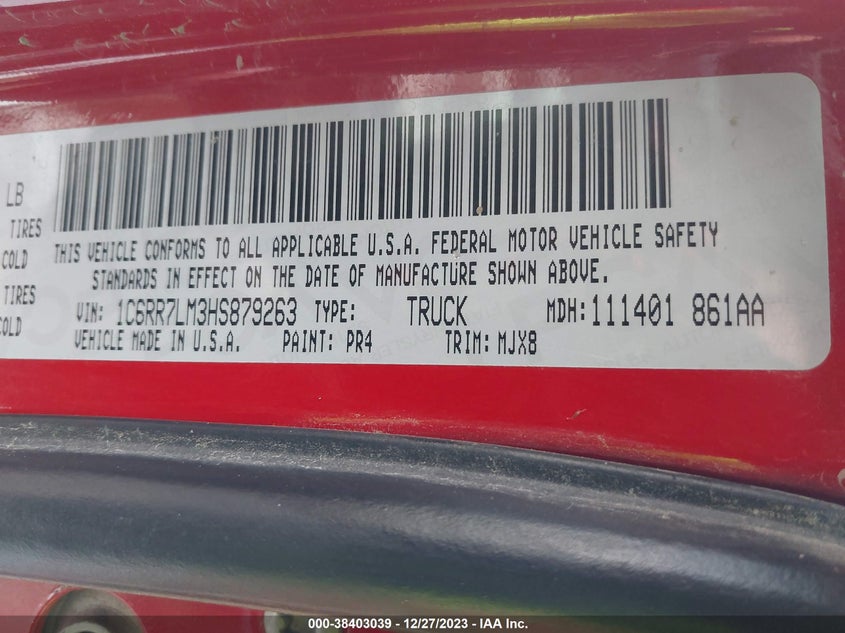 LB
TIRES
COLD
TIRES
COLD
THIS VEHICLE CONFORMS TO ALL APPLICABLE U.S.A. FEDERAL MOTOR VEHICLE SAFETY
STANDARDS IN EFFECT ON THE DATE OF MANUFACTURE SHOWN ABOVE.
VIN: 1C6RR7LM3HS879263 TYPE: TRUCK MDH:111401 861AA
VEHICLE MADE IN U.S.A. PAINT: PR4 TRIM: MJX8
000-38403039 - 12/27/2023 - IAA Inc.